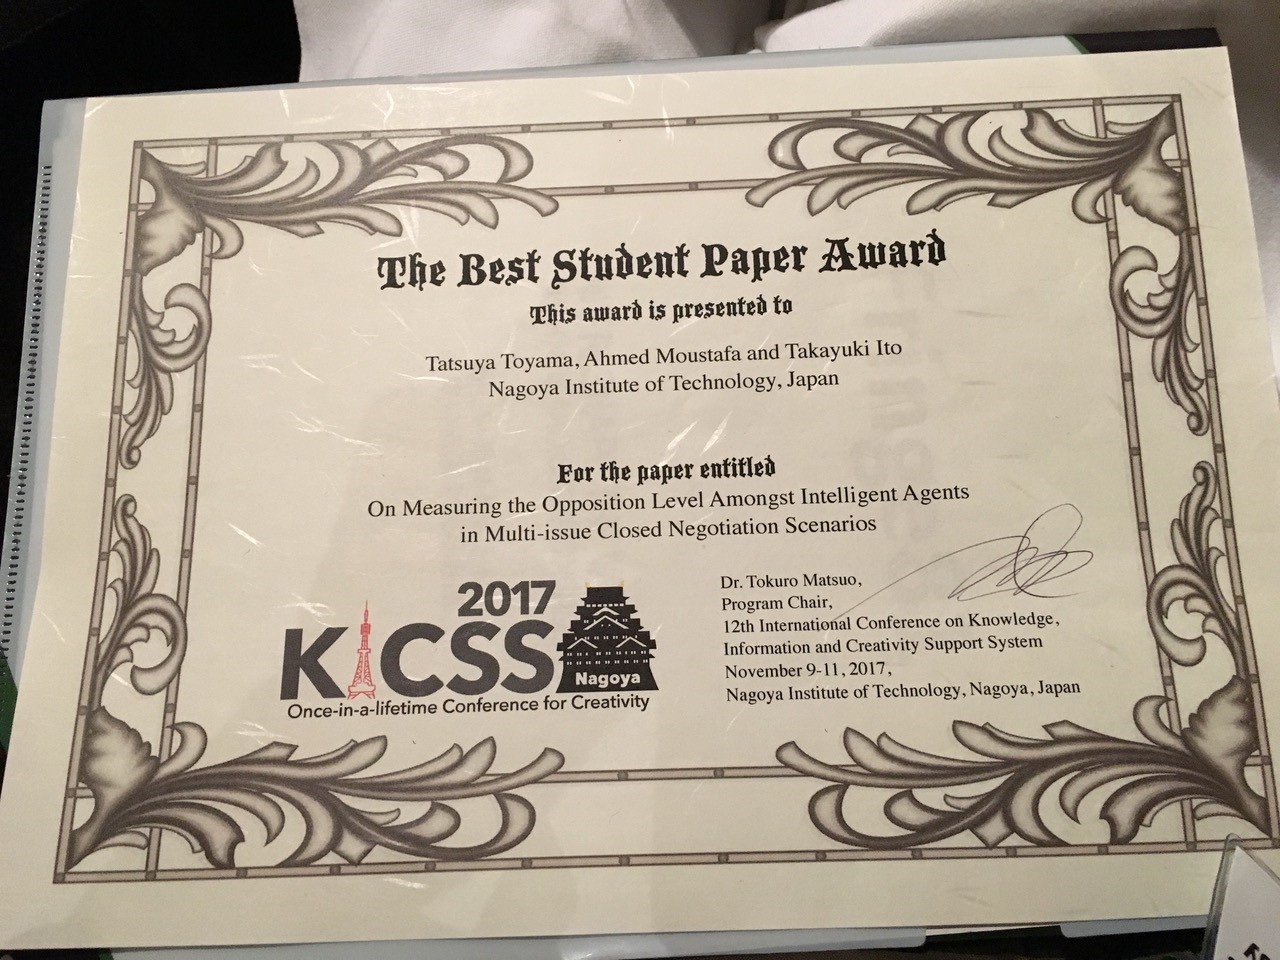 The Best Student Paper Award
This award is presented to
Tatsuya Toyama, Ahmed Moustafa and Takayuki Ito
Nagoya Institute of Technology, Japan
For the paper entitled
On Measuring the Opposition Level Amongst Intelligent Agents
in Multi-issue Closed Negotiation Scenarios
2017
KICSS
Nagoya
Once-in-a-lifetime Conference for Creativity
Dr. Tokuro Matsuo,
Program Chair,
12th International Conference on Knowledge,
Information and Creativity Support System
November 9-11, 2017,
Nagoya Institute of Technology, Nagoya, Japan